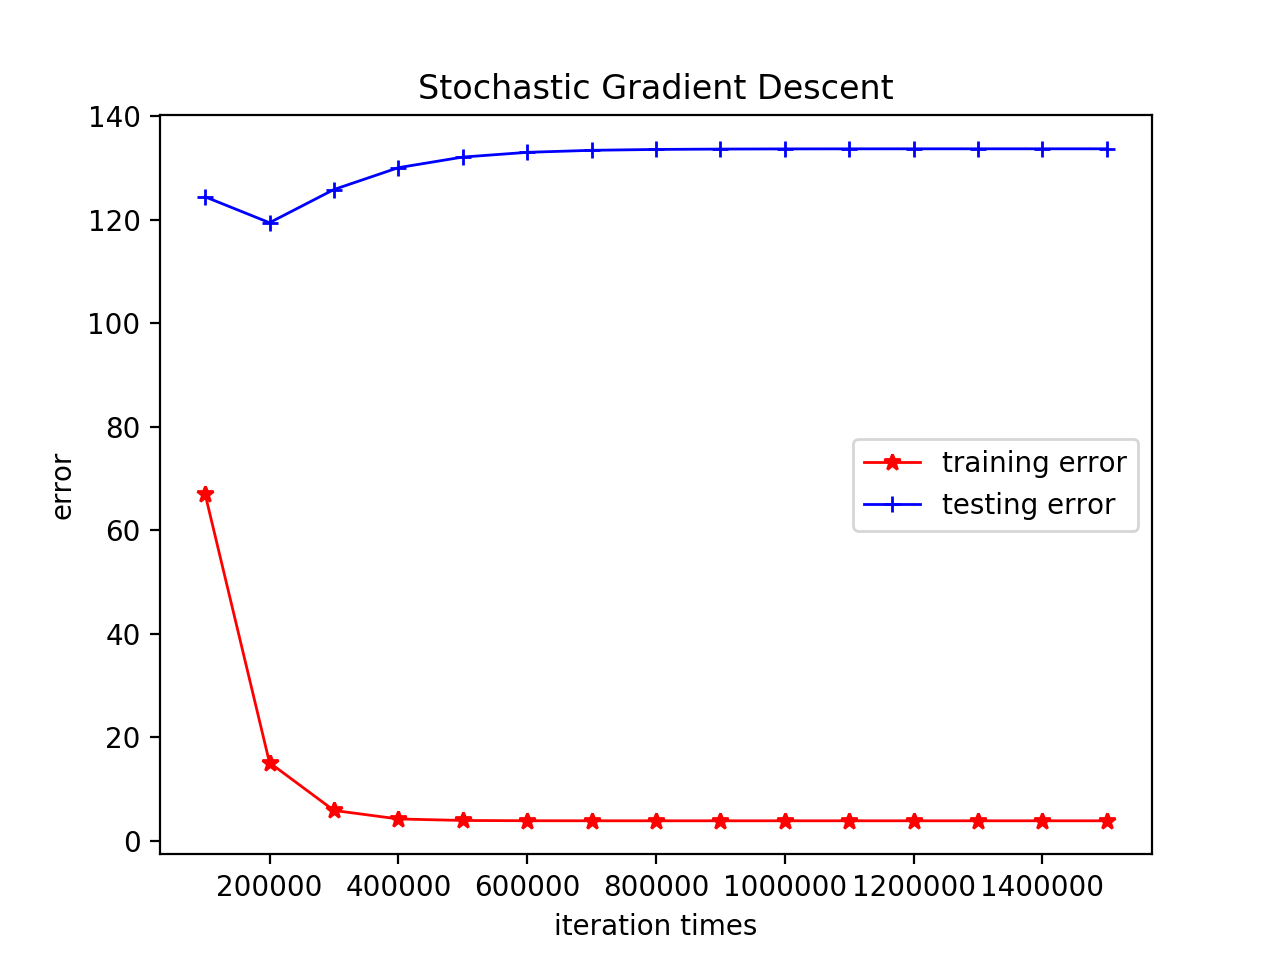 Stochastic Gradient Descent
140
120
100
80
60
40
20
0
error
training error
testing error
200000 400000 600000 800000 1000000 1200000 1400000
iteration times